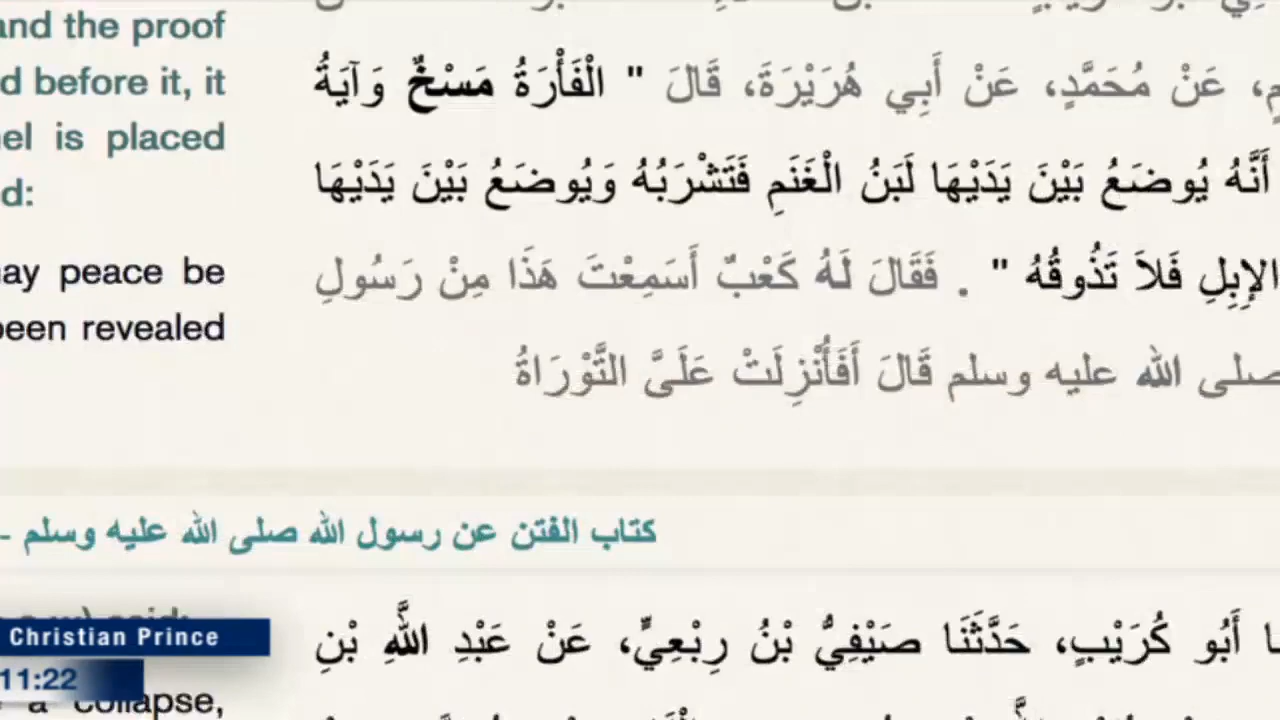 and the proof
before it, it
is placed
peace be
been revealed
عَنْ مُحَمَّدٍ، عَنْ أَبِي هُرَيْرَةَ، قَالَ " الْفَأْرَةُ مَسْخٌ وَآيَةُ
أَنَّهُ يُوضَعُ بَيْنَ يَدَيْهَا لَبَنُ الْغَنَمِ فَتَشْرَبُهُ وَيُوضَعُ بَيْنَ يَدَيْهَا
الإِبِلِ فَلاَ تَذُوقُهُ " . فَقَالَ لَهُ كَعْبٌ أَسَمِعْتَ هَذَا مِنْ رَسُولِ
صلى الله عليه وسلم قَالَ أَفَأُنْزِلَتْ عَلَىَّ التَّوْرَاةُ
كتاب الفتن عن رسول الله صلى الله عليه وسلم -
أَبُو كُرَيْبٍ، حَدَّثَنَا صَيْفِيُّ بْنُ رِبْعِيٍّ، عَنْ عَبْدِ اللَّهِ بْنِ
Christian Prince
11:22
a collapse,